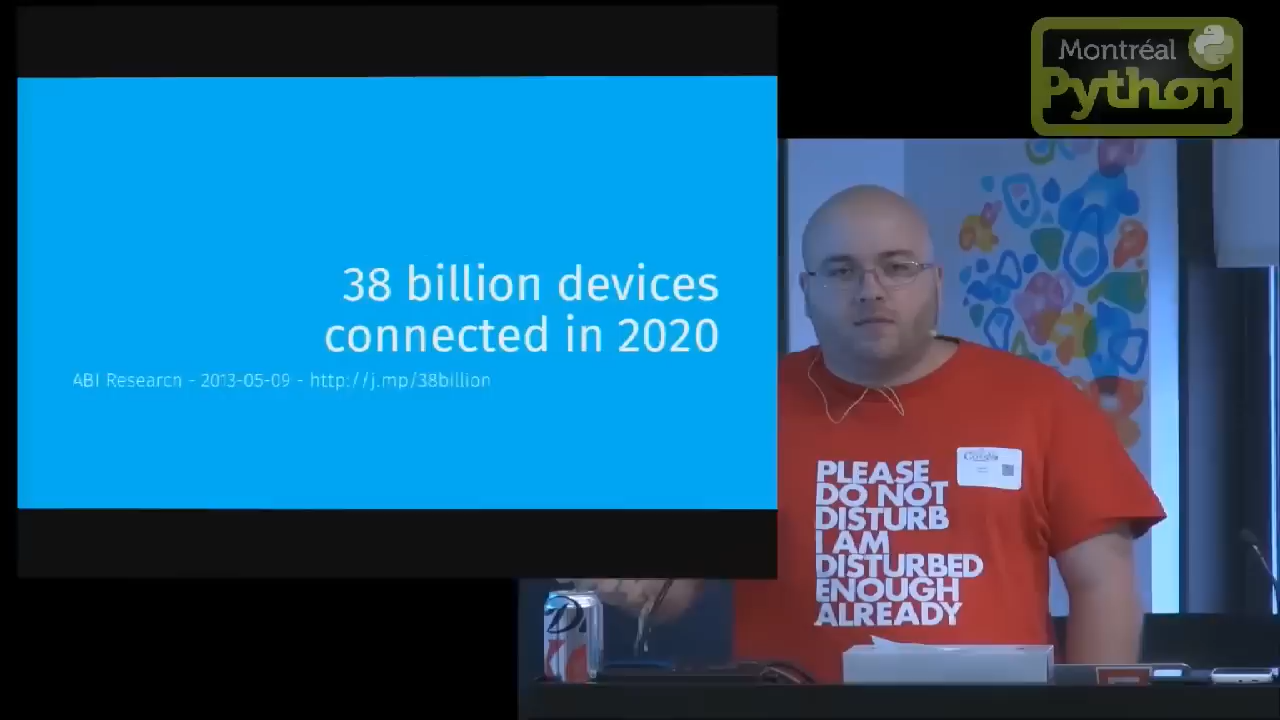 38 billion devices
connected in 2020
ABI Research - 2013-05-09 - http://j.mp/38billion
Montréal
Python
PLEASE
DO NOT
DISTURB
I AM
DISTURBED
ENOUGH
ALREADY